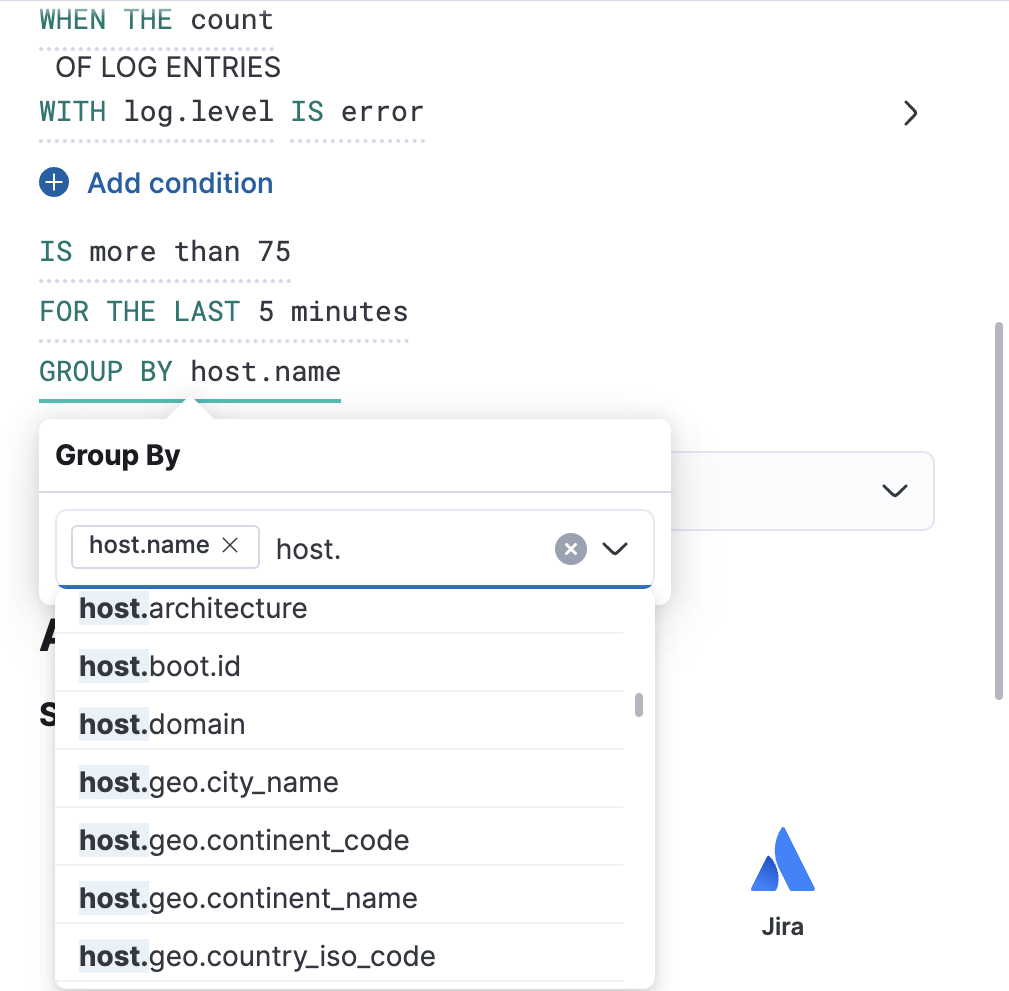 WHEN THE count
OF LOG ENTRIES
WITH log.level IS error
Add condition
IS more than 75
FOR THE LAST 5 minutes
GROUP BY host.name
Group By
host.name host.
host.architecture
host.boot.id
host.domain
host.geo.city_name
host.geo.continent_code
host.geo.continent_name
host.geo.country_iso_code
Jira